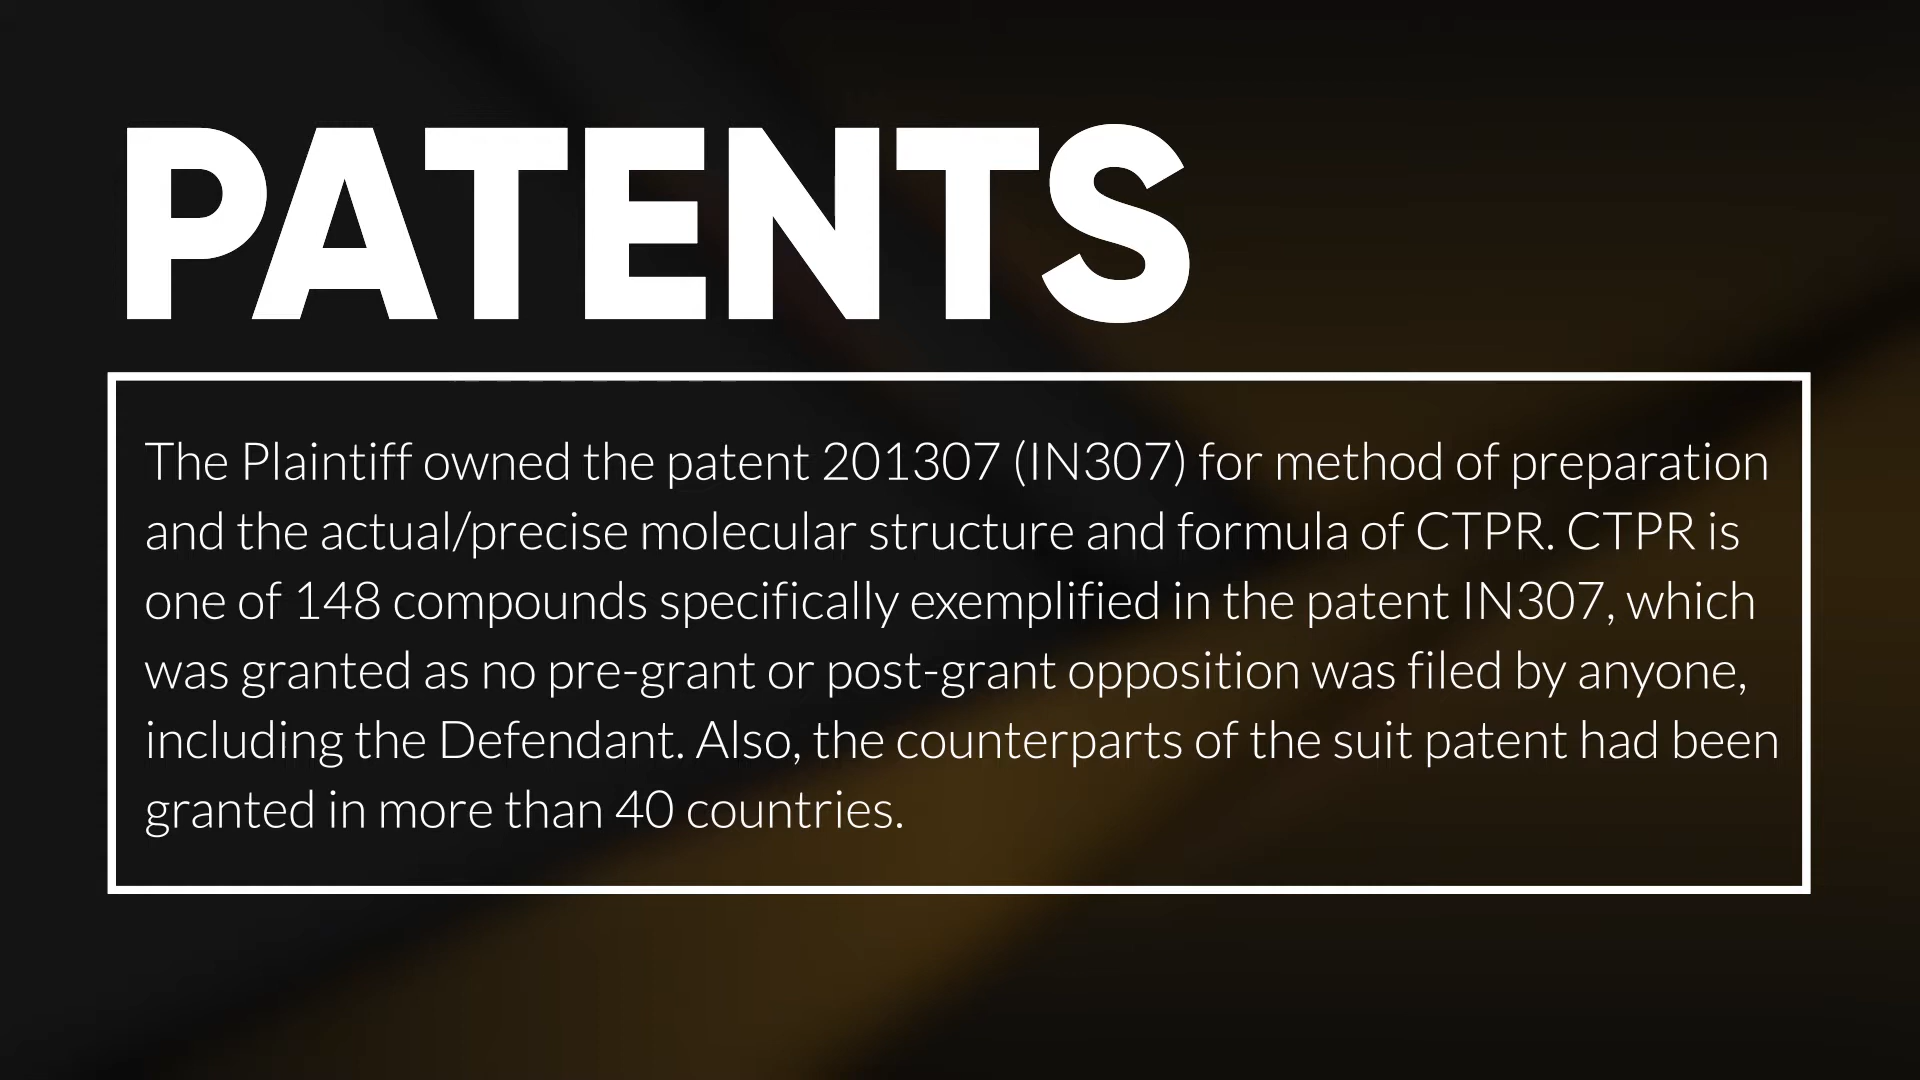 PATENTS
The Plaintiff owned the patent 201307 (IN307) for method of preparation
and the actual/precise molecular structure and formula of CTPR. CTPR is
one of 148 compounds specifically exemplified in the patent IN307, which
was granted as no pre-grant or post-grant opposition was filed by anyone,
including the Defendant. Also, the counterparts of the suit patent had been
granted in more than 40 countries.